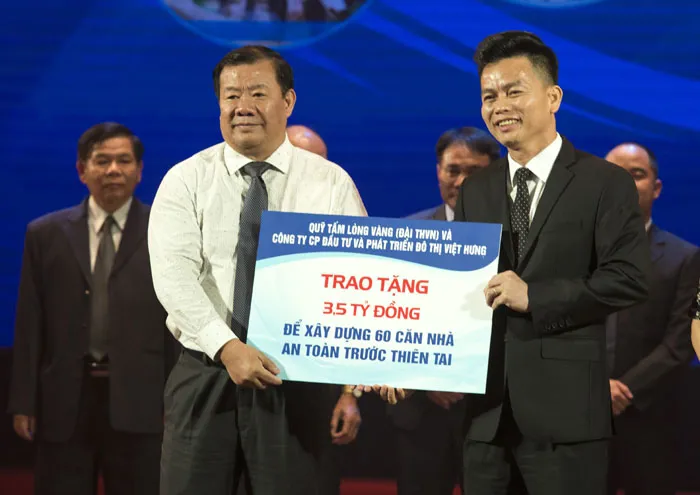 QUỸ TẤM LÒNG VÀNG (ĐÀI THVN) VÀ
CÔNG TY CP ĐẦU TƯ VÀ PHÁT TRIỂN ĐÔ THỊ VIỆT HƯNG
TRAO TẶNG
3,5 TỶ ĐỒNG
ĐỂ XÂY DỰNG 60 CĂN NHÀ
AN TOÀN TRƯỚC THIÊN TAI